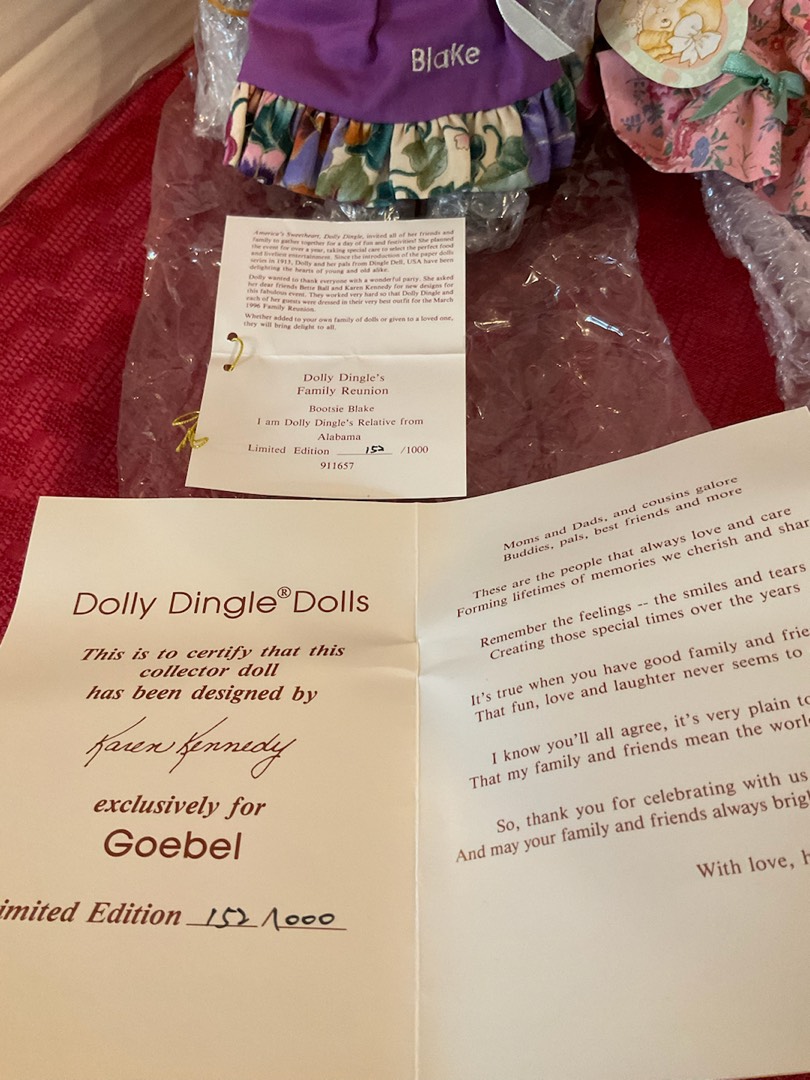 Blake
America's Sweetheart, Dolly Dingle, invited all of her friends and
family to gather together for a day of fun and festivities! She planned
the event for over a year, taking special care to select the perfect food
and liveliest entertainment. Since the introduction of the paper dolls
series in 1913, Dolly and her pals from Dingle Dell, USA have been
delighting the hearts of young and old alike.
Dolly wanted to thank everyone with a wonderful party. She asked
her dear friends Bette Ball and Karen Kennedy for new designs for
this fabulous event. They worked very hard so that Dolly Dingle and
each of her guests were dressed in their very best outfit for the March
1996 Family Reunion.
Whether added to your own family of dolls or given to a loved one,
they will bring delight to all.
Dolly Dingle's
Family Reunion
Bootsie Blake
I am Dolly Dingle's Relative from
Alabama
Limited Edition 152 /1000
911657
Dolly Dingle® Dolls
This is to certify that this
collector doll
has been designed by
Karen Kennedy
exclusively for
Goebel
imited Edition 152 /1000
Moms and Dads, and cousins galore
Buddies, pals, best friends and more
These are the people that always love and care
Forming lifetimes of memories we cherish and shar
Remember the feelings -- the smiles and tears
Creating those special times over the years
It's true when you have good family and frie
That fun, love and laughter never seems to
I know you'll all agree, it's very plain to
That my family and friends mean the worl
So, thank you for celebrating with us
And may your family and friends always brig
With love, h